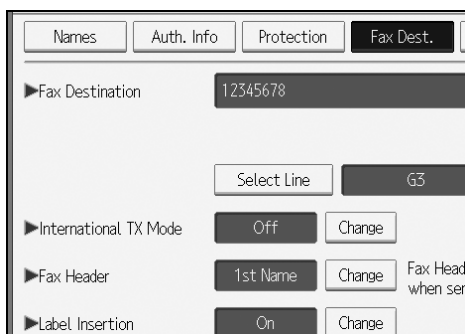 Names Auth. Info Protection Fax Dest.
▶Fax Destination 12345678
Select Line G3
▶International TX Mode Off Change
▶Fax Header 1st Name Change Fax Head
when ser
▶Label Insertion On Change